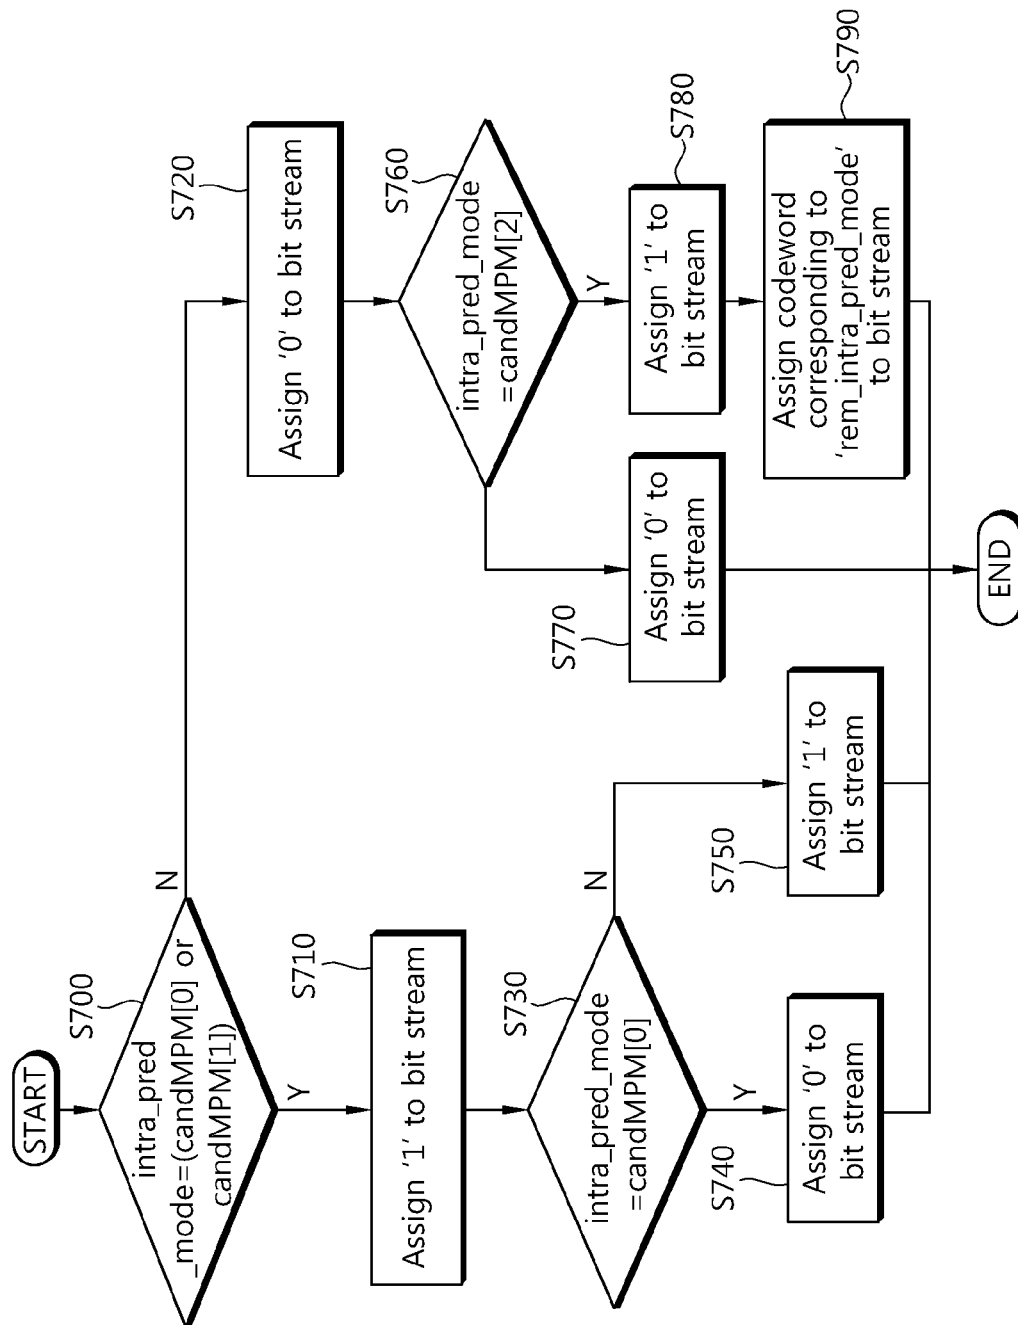 START
S700
intra_pred
_mode=(candMPM[0] or
candMPM[1])
N
Y
S710
Assign '1' to bit stream
S720
Assign '0' to bit stream
S730
intra_pred_mode
=candMPM[0]
N
Y
S740
Assign '0' to
bit stream
S750
Assign '1' to
bit stream
S760
intra_pred_mode
=candMPM[2]
Y
S770
Assign '0' to
bit stream
S780
Assign '1' to
bit stream
S790
Assign codeword
corresponding to
'rem_intra_pred_mode'
to bit stream
END